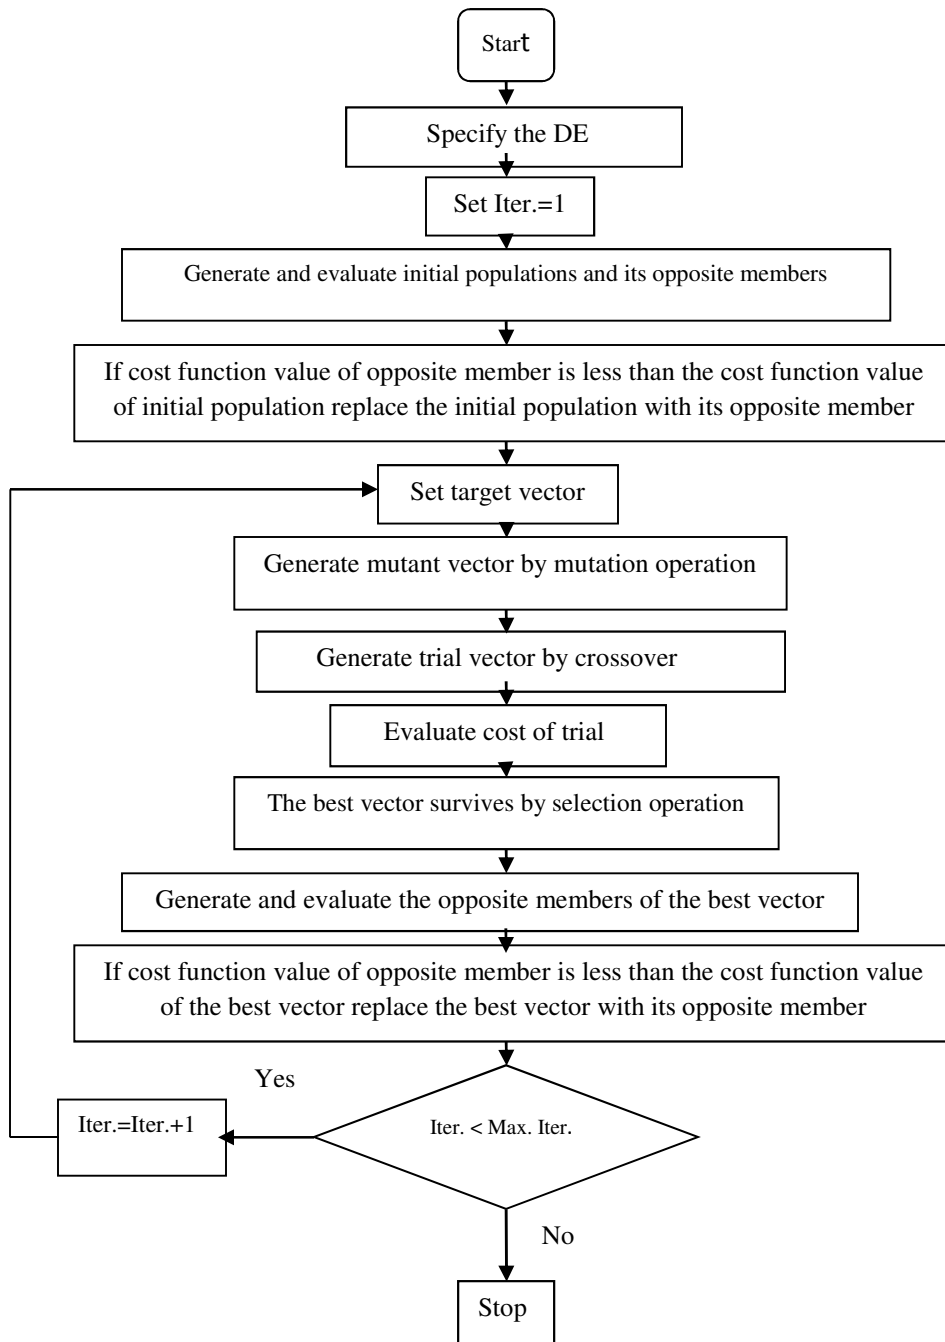 Start
Specify the DE
Set Iter.=1
Generate and evaluate initial populations and its opposite members
If cost function value of opposite member is less than the cost function value
of initial population replace the initial population with its opposite member
Set target vector
Generate mutant vector by mutation operation
Generate trial vector by crossover
Evaluate cost of trial
The best vector survives by selection operation
Generate and evaluate the opposite members of the best vector
If cost function value of opposite member is less than the cost function value
of the best vector replace the best vector with its opposite member
Yes
Iter.=Iter.+1
Iter. < Max. Iter.
No
Stop